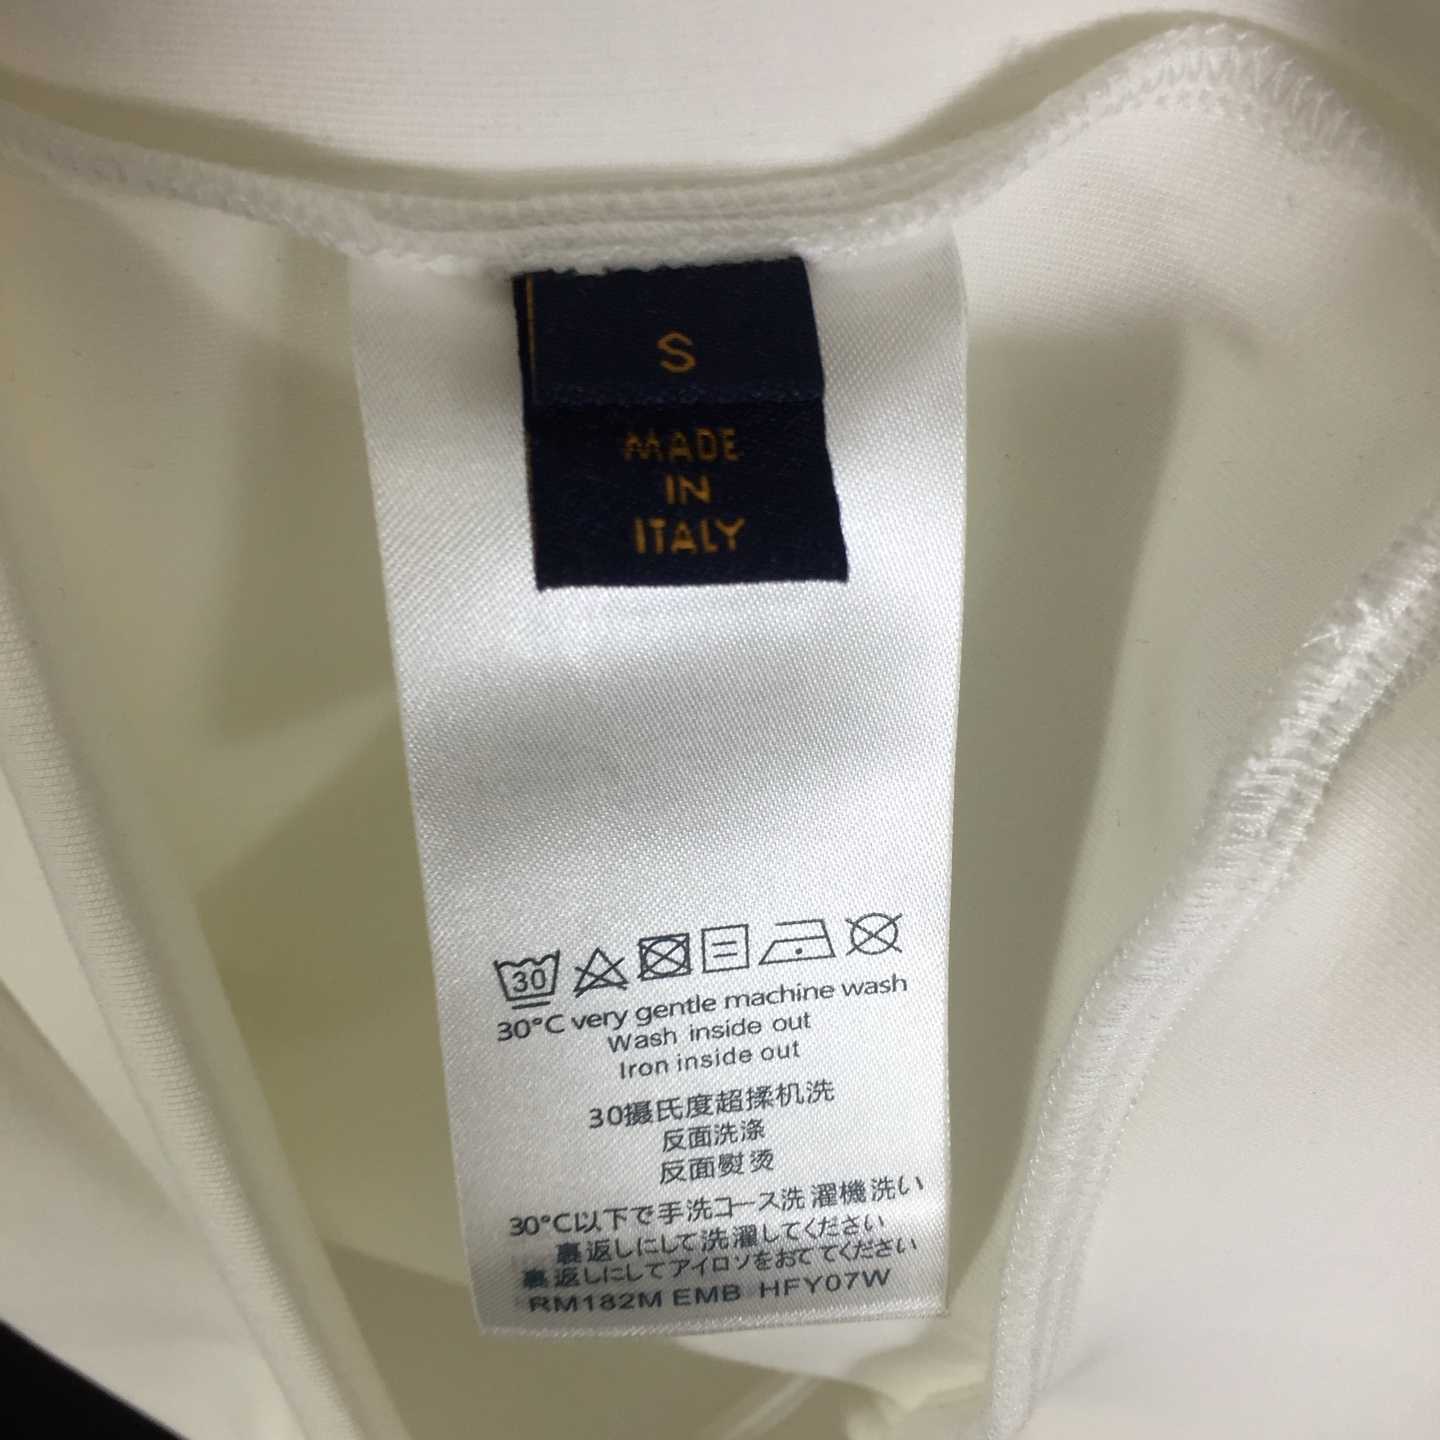 S
MADE
IN
ITALY
30
30°C very gentle machine wash
Wash inside out
Iron inside out
30摄氏度超揉机洗
反面洗涤
反面熨烫
30°C以下で手洗コース洗濯機洗い
裏返しにして洗濯してください
裏返しにしてアイロソをおててください
RM182M EMB HFY07W